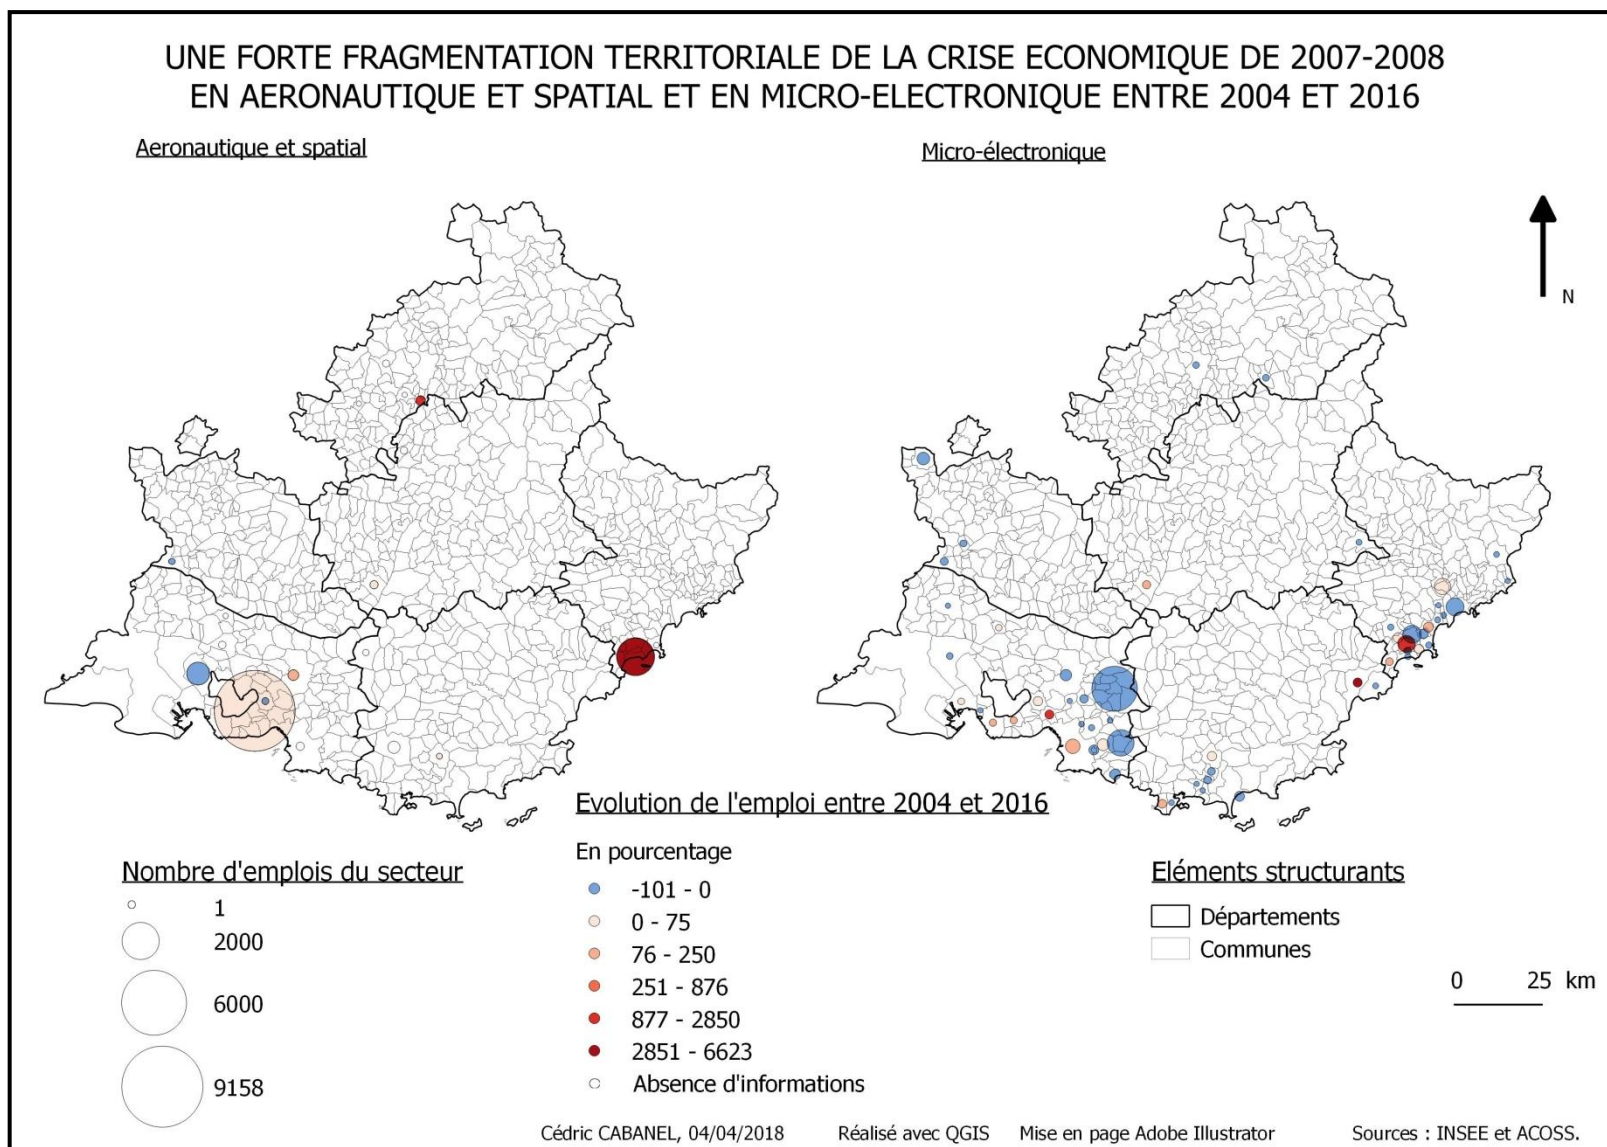 UNE FORTE FRAGMENTATION TERRITORIALE DE LA CRISE ECONOMIQUE DE 2007-2008
EN AERONAUTIQUE ET SPATIAL ET EN MICRO-ELECTRONIQUE ENTRE 2004 ET 2016
Aeronautique et spatial
Micro-électronique
N
Nombre d'emplois du secteur
1
2000
6000
9158
Evolution de l'emploi entre 2004 et 2016
En pourcentage
-101 - 0
0 - 75
76 - 250
251 - 876
877 - 2850
2851 - 6623
Absence d'informations
Eléments structurants
Départements
Communes
0 25 km
Cédric CABANEL, 04/04/2018 Réalisé avec QGIS Mise en page Adobe Illustrator Sources : INSEE et ACOSS.